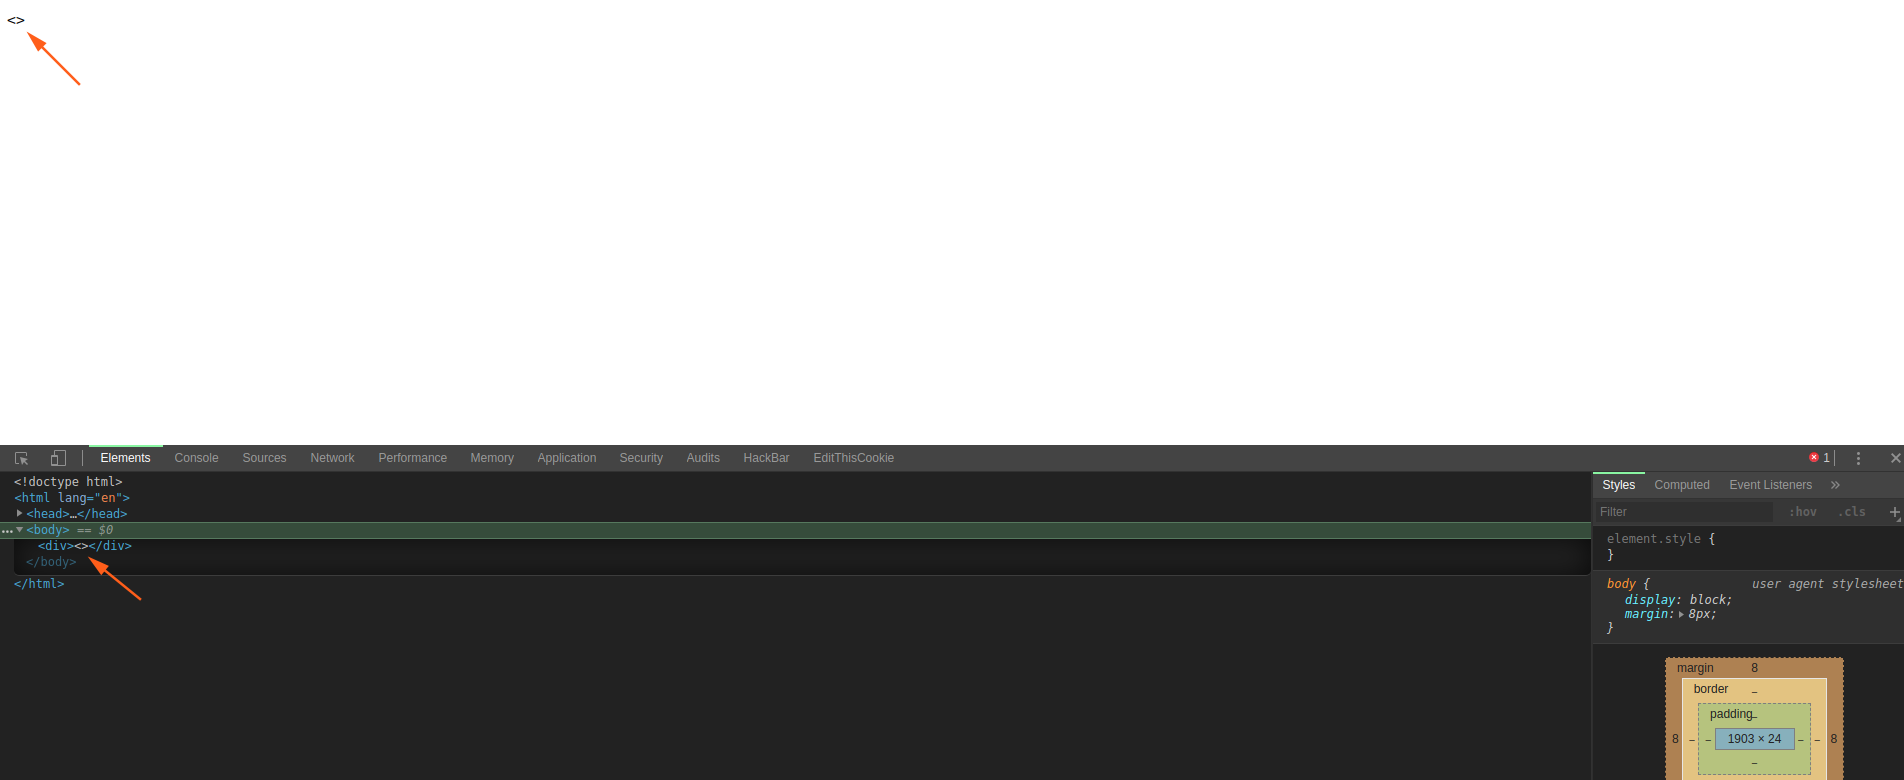 <>
Elements Console Sources Network Performance Memory Application Security Audits HackBar EditThisCookie 1
<!doctype html>
<html lang="en">
<head>…</head>
<body> == $0
<div><></div>
</body>
</html>
Styles Computed Event Listeners »
Filter :hov .cls +
element.style {
}
body { user agent stylesheet
display: block;
margin: 8px;
}
margin 8
border –
padding –
8 – – 1903 × 24 – – 8
–